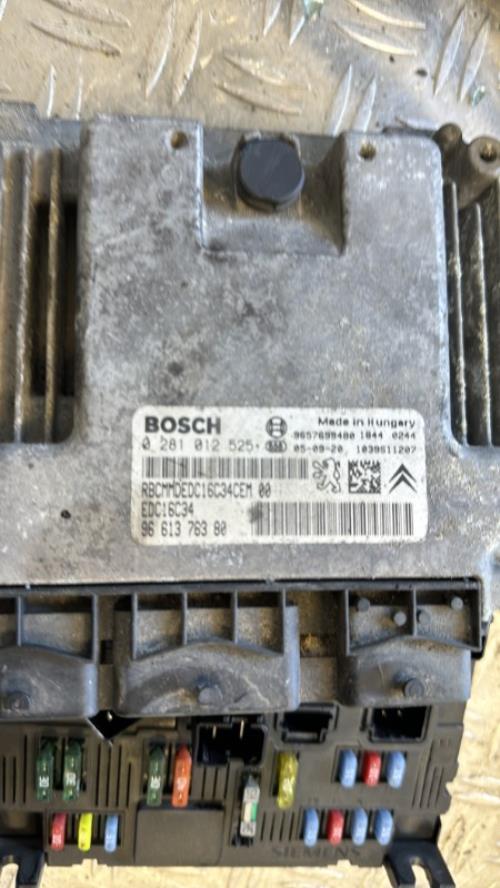 BOSCH
Made in Hungary
9657699480 1844 0244
0 281 012 525
05-09-20, 1039S11207
RBCMMDEDC16C34CEM 00
EDC16C34
96 613 763 80
SIEMENS